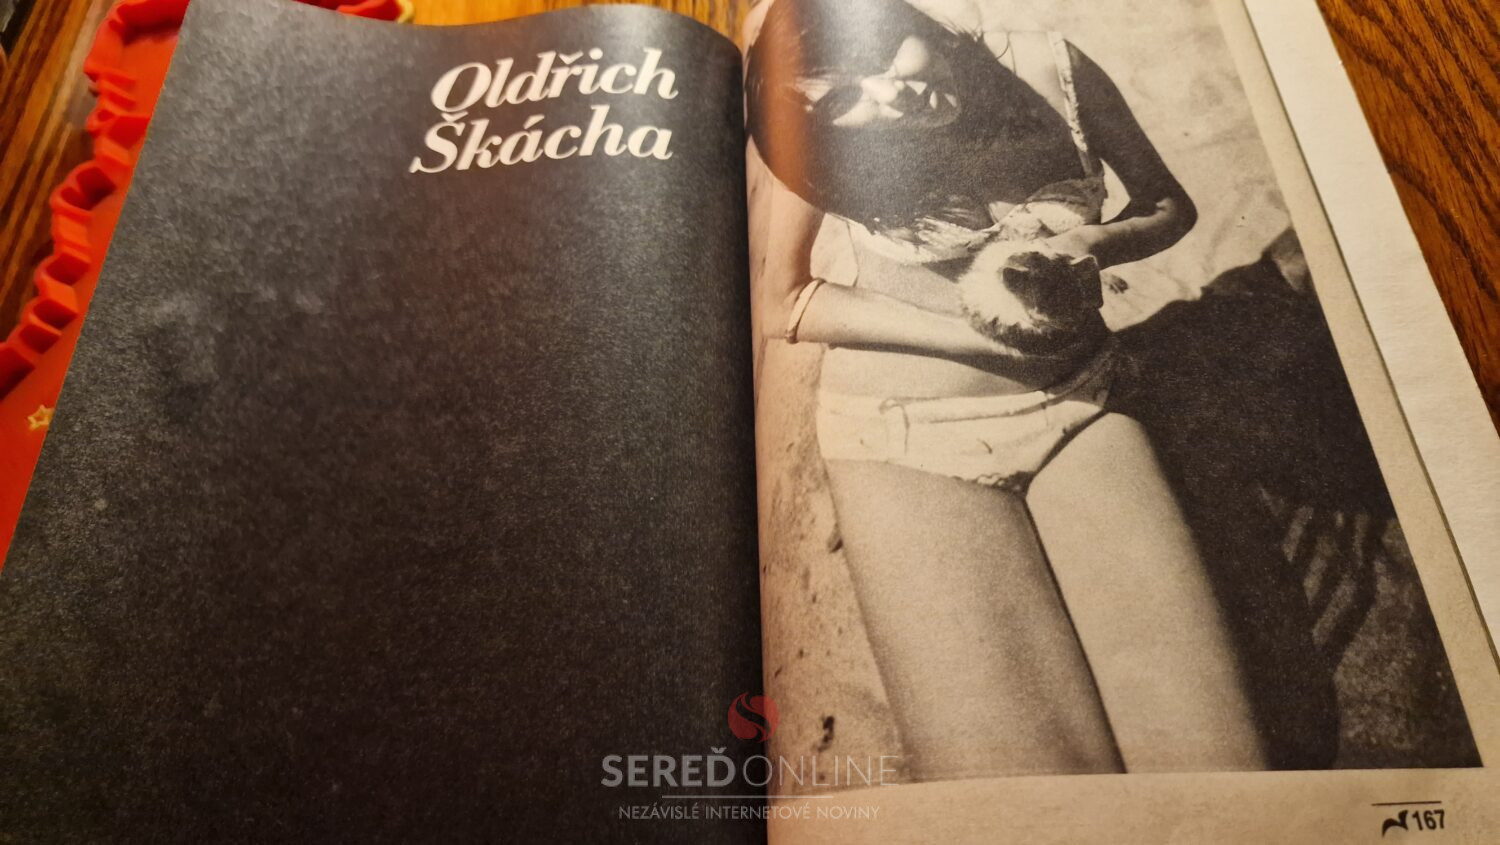 Oldřich
Škácha
SEREĎONLINE
NEZÁVISLÉ INTERNETOVÉ NOVINY
167